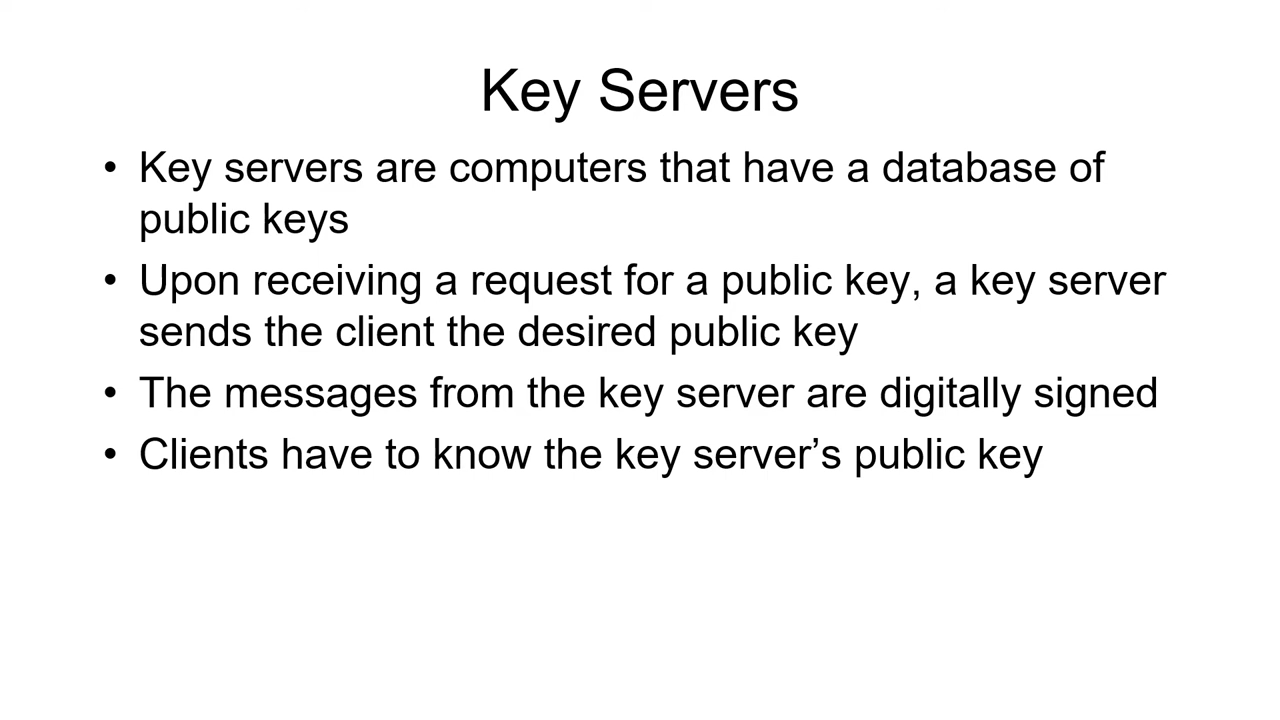 Key Servers
• Key servers are computers that have a database of
public keys
• Upon receiving a request for a public key, a key server
sends the client the desired public key
• The messages from the key server are digitally signed
• Clients have to know the key server’s public key